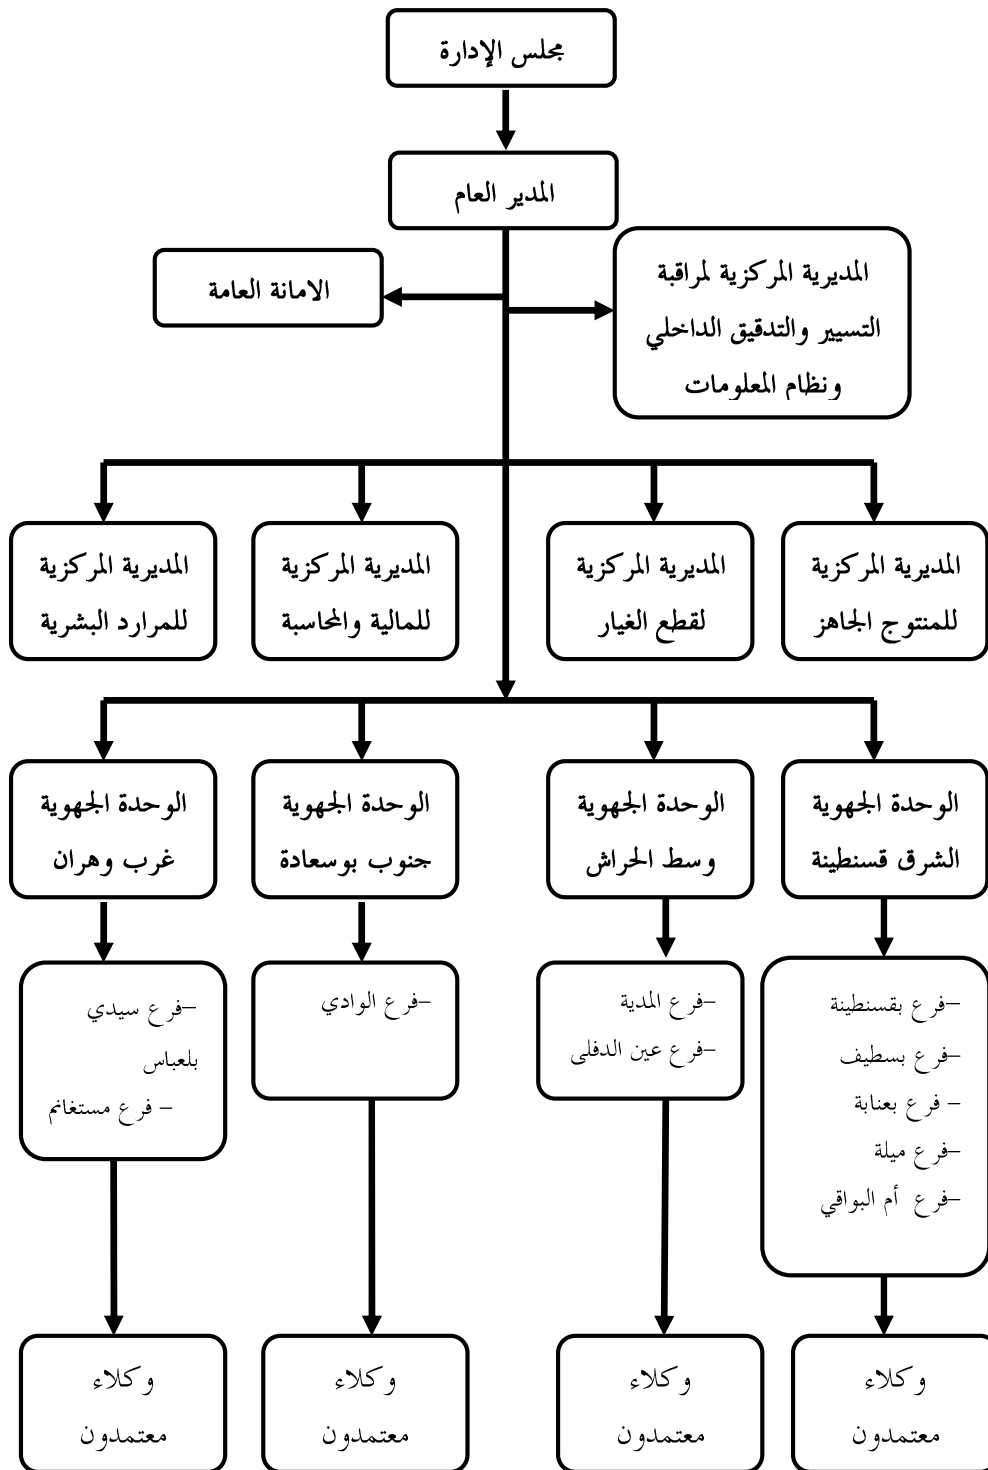 مجلس الإدارة
المدير العام
المديرية المركزية لمراقبة
التسيير والتدقيق الداخلي
ونظام المعلومات
الامانة العامة
المديرية المركزية
للمنتوج الجاهز
المديرية المركزية
لقطع الغيار
المديرية المركزية
للمالية والمحاسبة
المديرية المركزية
للمرارد البشرية
الوحدة الجهوية
الشرق قسنطينة
الوحدة الجهوية
وسط الحراش
الوحدة الجهوية
جنوب بوسعادة
الوحدة الجهوية
غرب وهران
–فرع بقسنطينة
–فرع بسطيف
– فرع بعنابة
–فرع ميلة
–فرع أم البواقي
–فرع المدية
–فرع عين الدفلى
–فرع الوادي
–فرع سيدي
بلعباس
– فرع مستغانم
وكلاء
معتمدون
وكلاء
معتمدون
وكلاء
معتمدون
وكلاء
معتمدون